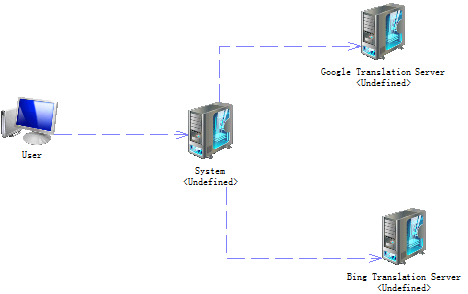 Google Translation Server
<Undefined>
User
System
<Undefined>
Bing Translation Server
<Undefined>